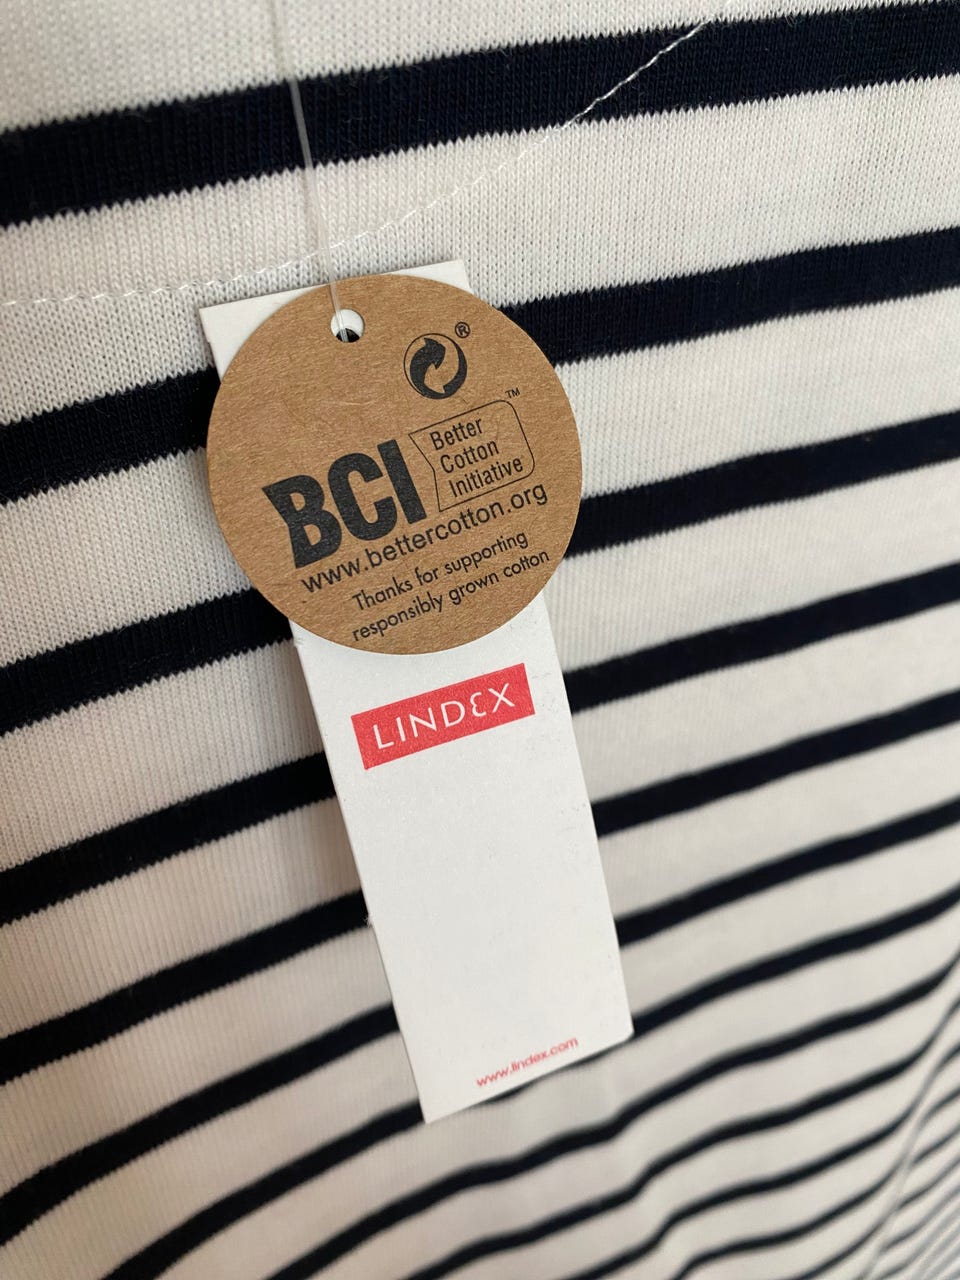 ®
BCI
Better
Cotton
Initiative
™
www.bettercotton.org
Thanks for supporting
responsibly grown cotton
LINDEX
www.lindex.com